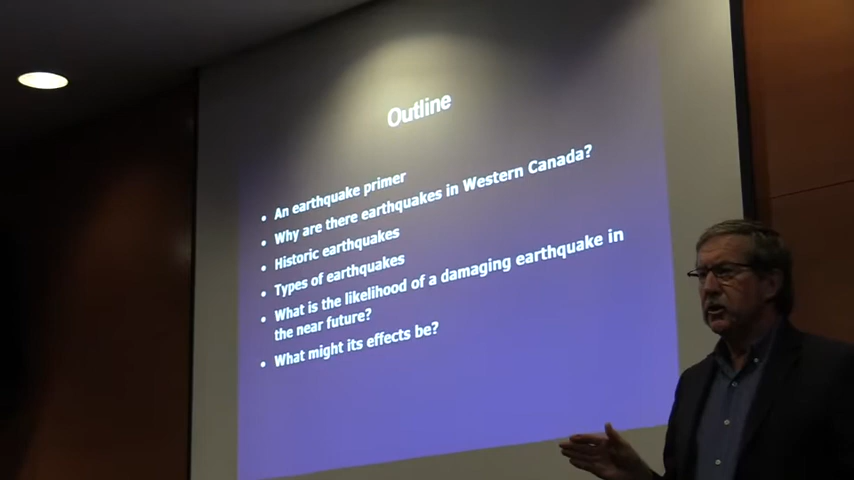 Outline
• An earthquake primer
• Why are there earthquakes in Western Canada?
• Historic earthquakes
• Types of earthquakes
• What is the likelihood of a damaging earthquake in
the near future?
• What might its effects be?